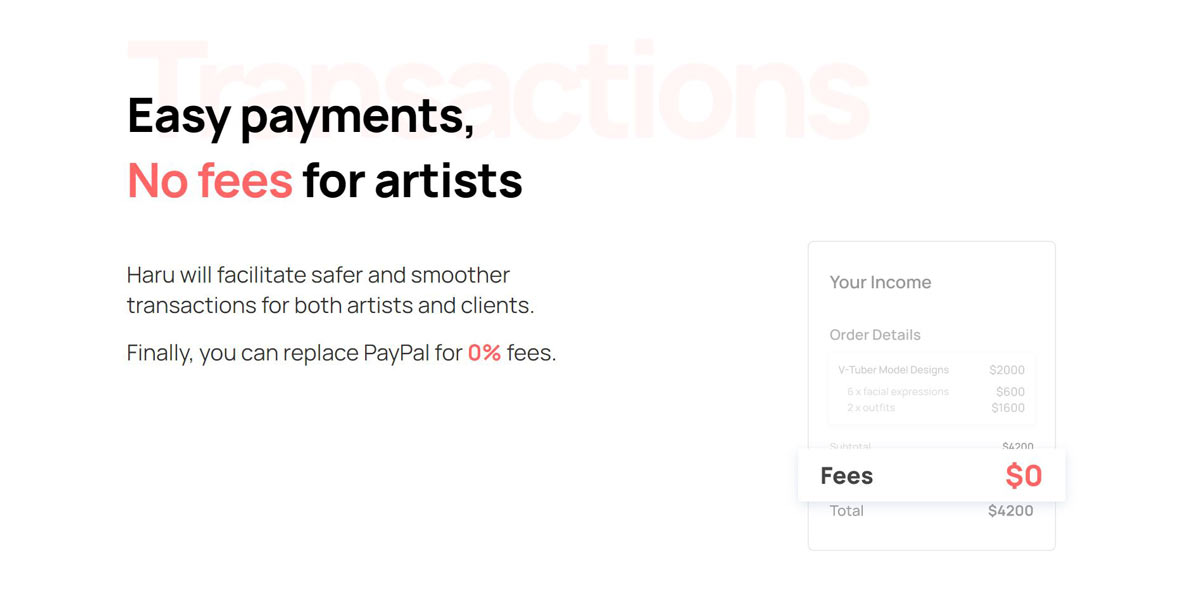 Transactions
Easy payments,
No fees for artists
Haru will facilitate safer and smoother
transactions for both artists and clients.
Finally, you can replace PayPal for 0% fees.
Your Income
Order Details
V-Tuber Model Designs $2000
6 x facial expressions $600
2 x outfits $1600
Subtotal $4200
Fees $0
Total $4200